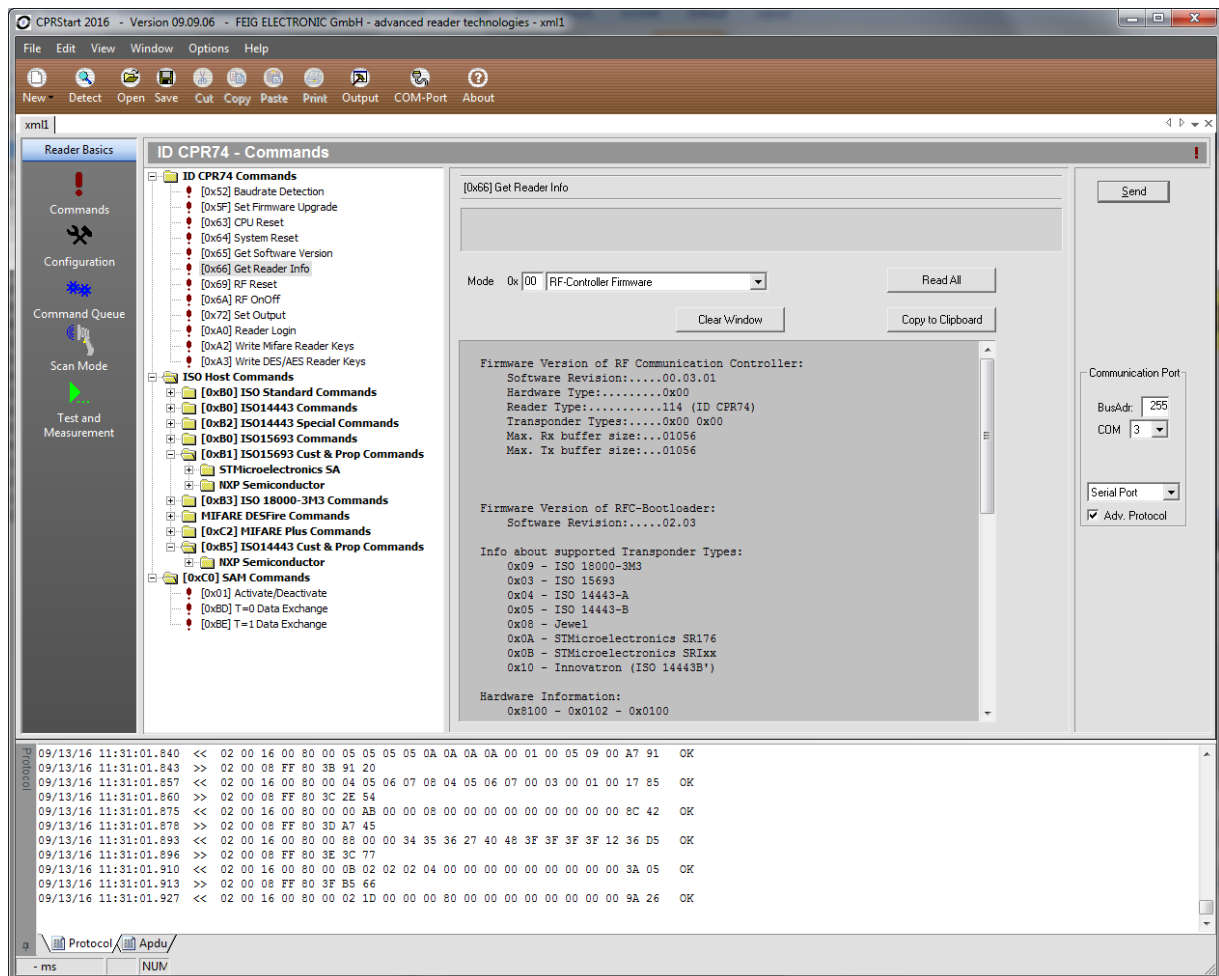 CPRStart 2016 - Version 09.09.06 - FEIG ELECTRONIC GmbH - advanced reader technologies - xml1
File Edit View Window Options Help
New Detect Open Save Cut Copy Paste Print Output COM-Port About
xml1
Reader Basics
Commands
Configuration
Command Queue
Scan Mode
Test and
Measurement
ID CPR74 - Commands
ID CPR74 Commands
[0x52] Baudrate Detection
[0x5F] Set Firmware Upgrade
[0x63] CPU Reset
[0x64] System Reset
[0x65] Get Software Version
[0x66] Get Reader Info
[0x69] RF Reset
[0x6A] RF OnOff
[0x72] Set Output
[0xA0] Reader Login
[0xA2] Write Mifare Reader Keys
[0xA3] Write DES/AES Reader Keys
ISO Host Commands
[0xB0] ISO Standard Commands
[0xB0] ISO14443 Commands
[0xB2] ISO14443 Special Commands
[0xB0] ISO15693 Commands
[0xB1] ISO15693 Cust & Prop Commands
STMicroelectronics SA
NXP Semiconductor
[0xB3] ISO 18000-3M3 Commands
MIFARE DESFire Commands
[0xC2] MIFARE Plus Commands
[0xB5] ISO14443 Cust & Prop Commands
NXP Semiconductor
[0xC0] SAM Commands
[0x01] Activate/Deactivate
[0xBD] T=0 Data Exchange
[0xBE] T=1 Data Exchange
[0x66] Get Reader Info
Mode 0x 00 RF-Controller Firmware
Read All
Clear Window
Copy to Clipboard
Firmware Version of RF Communication Controller:
Software Revision:.....00.03.01
Hardware Type:.........0x00
Reader Type:...........114 (ID CPR74)
Transponder Types:.....0x00 0x00
Max. Rx buffer size:...01056
Max. Tx buffer size:...01056
Firmware Version of RFC-Bootloader:
Software Revision:.....02.03
Info about supported Transponder Types:
0x09 - ISO 18000-3M3
0x03 - ISO 15693
0x04 - ISO 14443-A
0x05 - ISO 14443-B
0x08 - Jewel
0x0A - STMicroelectronics SR176
0x0B - STMicroelectronics SRIxx
0x10 - Innovatron (ISO 14443B')
Hardware Information:
0x8100 - 0x0102 - 0x0100
Send
Communication Port
BusAdr: 255
COM 3
Serial Port
Adv. Protocol
Protocol
09/13/16 11:31:01.840 << 02 00 16 00 80 00 05 05 05 05 0A 0A 0A 0A 00 01 00 05 09 00 A7 91 OK
09/13/16 11:31:01.843 >> 02 00 08 FF 80 3B 91 20
09/13/16 11:31:01.857 << 02 00 16 00 80 00 04 05 06 07 08 04 05 06 07 00 03 00 01 00 17 85 OK
09/13/16 11:31:01.860 >> 02 00 08 FF 80 3C 2E 54
09/13/16 11:31:01.875 << 02 00 16 00 80 00 00 AB 00 00 08 00 00 00 00 00 00 00 00 00 8C 42 OK
09/13/16 11:31:01.878 >> 02 00 08 FF 80 3D A7 45
09/13/16 11:31:01.893 << 02 00 16 00 80 00 88 00 00 34 35 36 27 40 48 3F 3F 3F 3F 12 36 D5 OK
09/13/16 11:31:01.896 >> 02 00 08 FF 80 3E 3C 77
09/13/16 11:31:01.910 << 02 00 16 00 80 00 0B 02 02 02 04 00 00 00 00 00 00 00 00 00 3A 05 OK
09/13/16 11:31:01.913 >> 02 00 08 FF 80 3F B5 66
09/13/16 11:31:01.927 << 02 00 16 00 80 00 02 1D 00 00 00 80 00 00 00 00 00 00 00 00 9A 26 OK
Protocol Apdu
- ms NUM